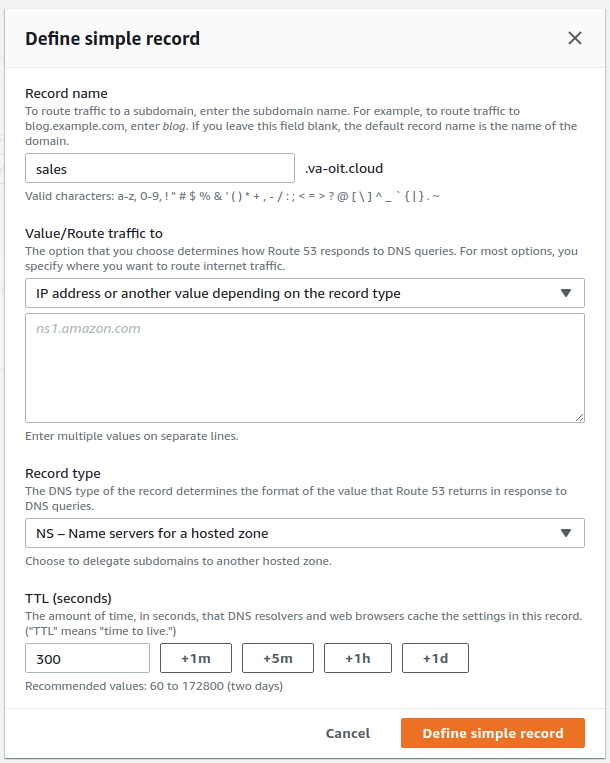 Define simple record
Record name
To route traffic to a subdomain, enter the subdomain name. For example, to route traffic to
blog.example.com, enter blog. If you leave this field blank, the default record name is the name of the
domain.
sales .va-oit.cloud
Valid characters: a-z, 0-9, ! " # $ % & ' ( ) * + , - / : ; < = > ? @ [ \ ] ^ _ ` { | } . ~
Value/Route traffic to
The option that you choose determines how Route 53 responds to DNS queries. For most options, you
specify where you want to route internet traffic.
IP address or another value depending on the record type
ns1.amazon.com
Enter multiple values on separate lines.
Record type
The DNS type of the record determines the format of the value that Route 53 returns in response to
DNS queries.
NS – Name servers for a hosted zone
Choose to delegate subdomains to another hosted zone.
TTL (seconds)
The amount of time, in seconds, that DNS resolvers and web browsers cache the settings in this record.
("TTL" means "time to live.")
300 +1m +5m +1h +1d
Recommended values: 60 to 172800 (two days)
Cancel Define simple record